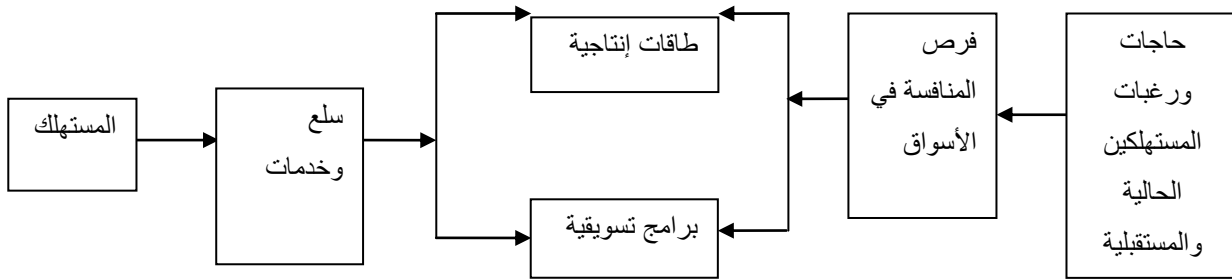 حاجات
ورغبات
المستهلكين
الحالية
والمستقبلية
فرص
المنافسة في
الأسواق
طاقات إنتاجية
برامج تسويقية
سلع
وخدمات
المستهلك